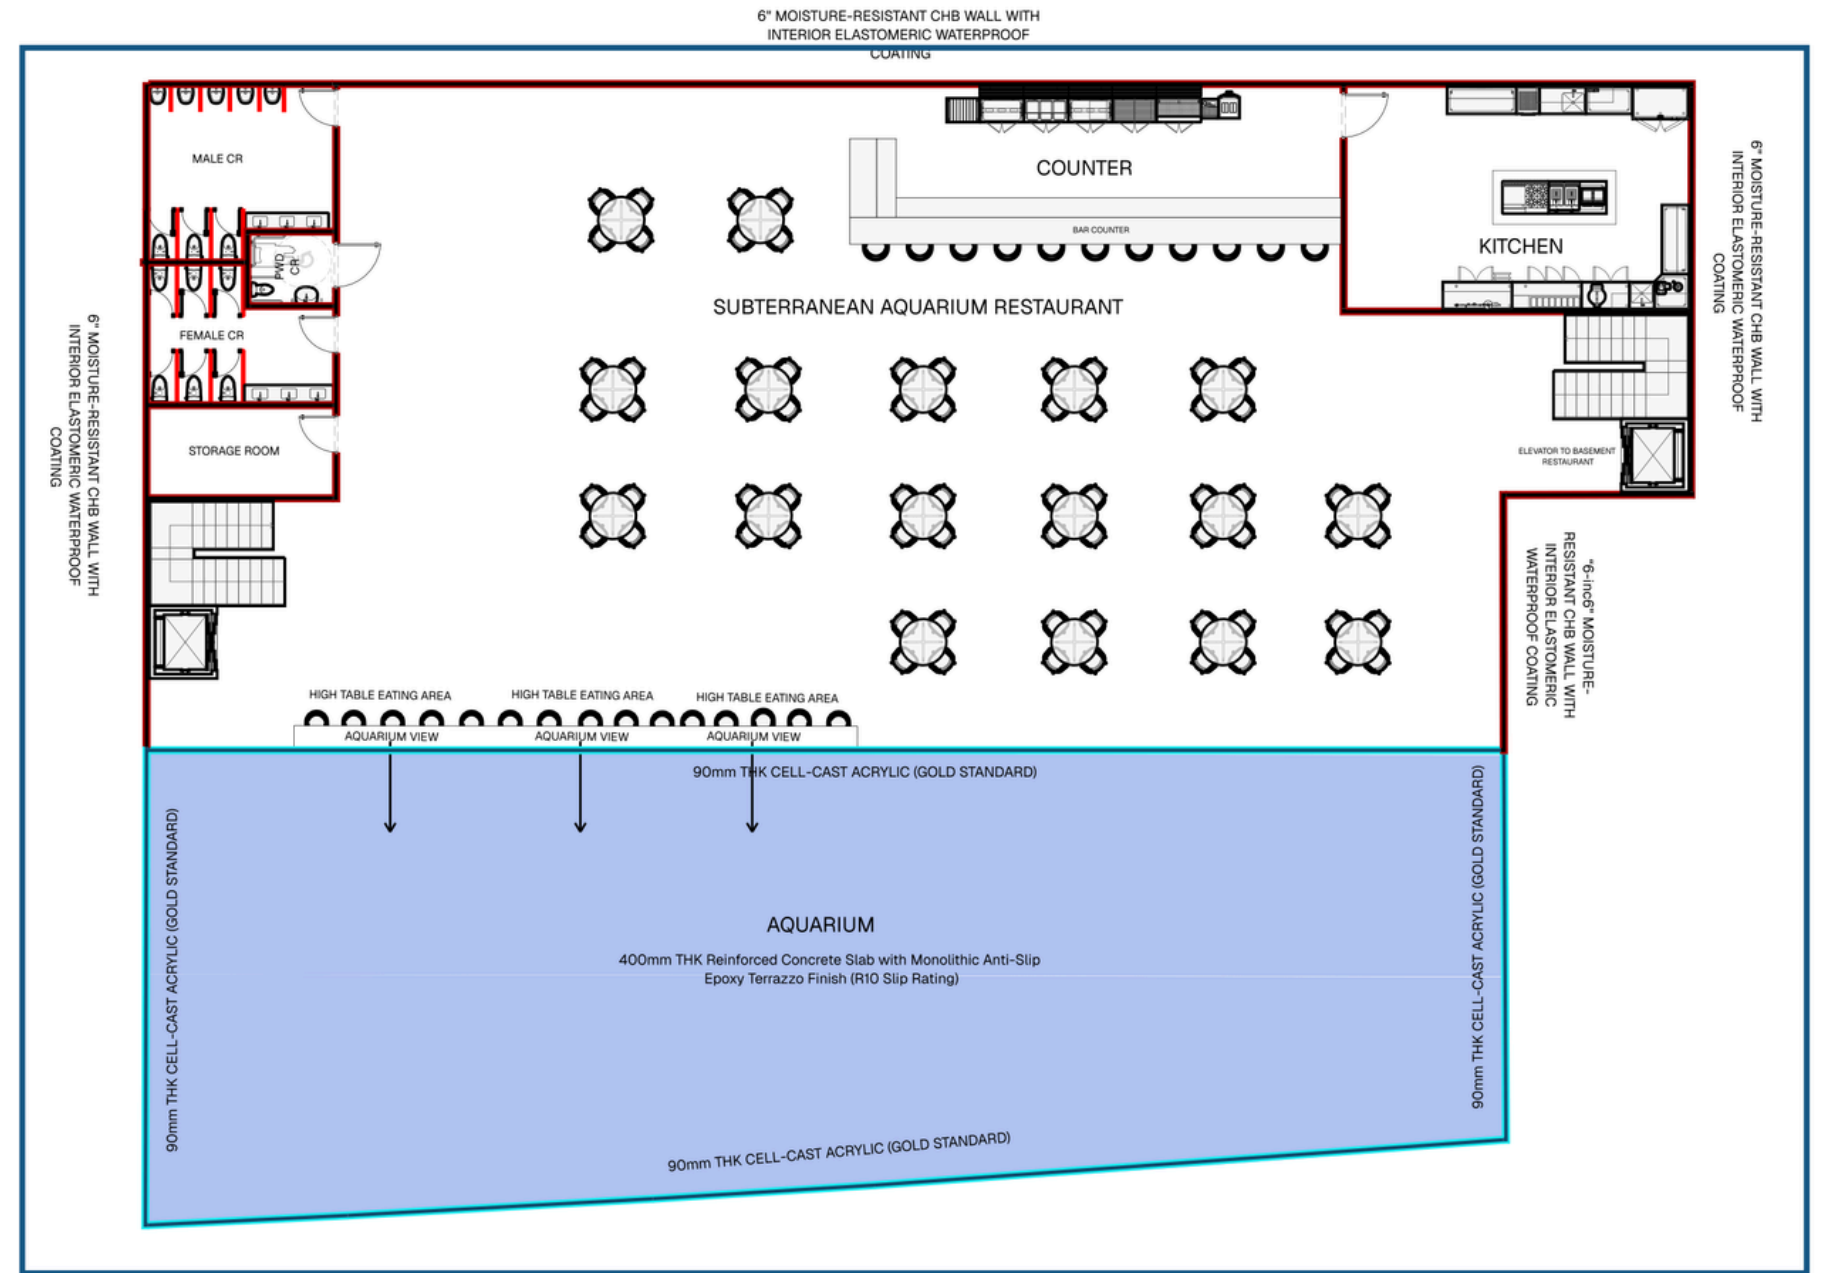 6" MOISTURE-RESISTANT CHB WALL WITH
INTERIOR ELASTOMERIC WATERPROOF
COATING
MALE CR
COUNTER
BAR COUNTER
KITCHEN
PWD
CR
SUBTERRANEAN AQUARIUM RESTAURANT
FEMALE CR
STORAGE ROOM
ELEVATOR TO BASEMENT
RESTAURANT
6" MOISTURE-RESISTANT CHB WALL WITH
INTERIOR ELASTOMERIC WATERPROOF
COATING
6" MOISTURE-RESISTANT CHB WALL WITH
INTERIOR ELASTOMERIC WATERPROOF
COATING
"6-inc6" MOISTURE-
RESISTANT CHB WALL WITH
INTERIOR ELASTOMERIC
WATERPROOF COATING
HIGH TABLE EATING AREA
HIGH TABLE EATING AREA
HIGH TABLE EATING AREA
AQUARIUM VIEW
AQUARIUM VIEW
AQUARIUM VIEW
90mm THK CELL-CAST ACRYLIC (GOLD STANDARD)
90mm THK CELL-CAST ACRYLIC (GOLD STANDARD)
90mm THK CELL-CAST ACRYLIC (GOLD STANDARD)
AQUARIUM
400mm THK Reinforced Concrete Slab with Monolithic Anti-Slip
Epoxy Terrazzo Finish (R10 Slip Rating)
90mm THK CELL-CAST ACRYLIC (GOLD STANDARD)